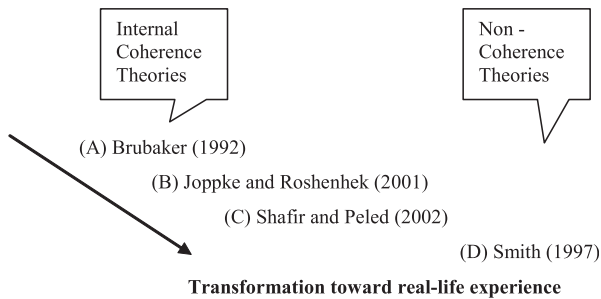 Internal
Coherence
Theories
Non -
Coherence
Theories
(A) Brubaker (1992)
(B) Joppke and Roshenhek (2001)
(C) Shafir and Peled (2002)
(D) Smith (1997)
Transformation toward real-life experience